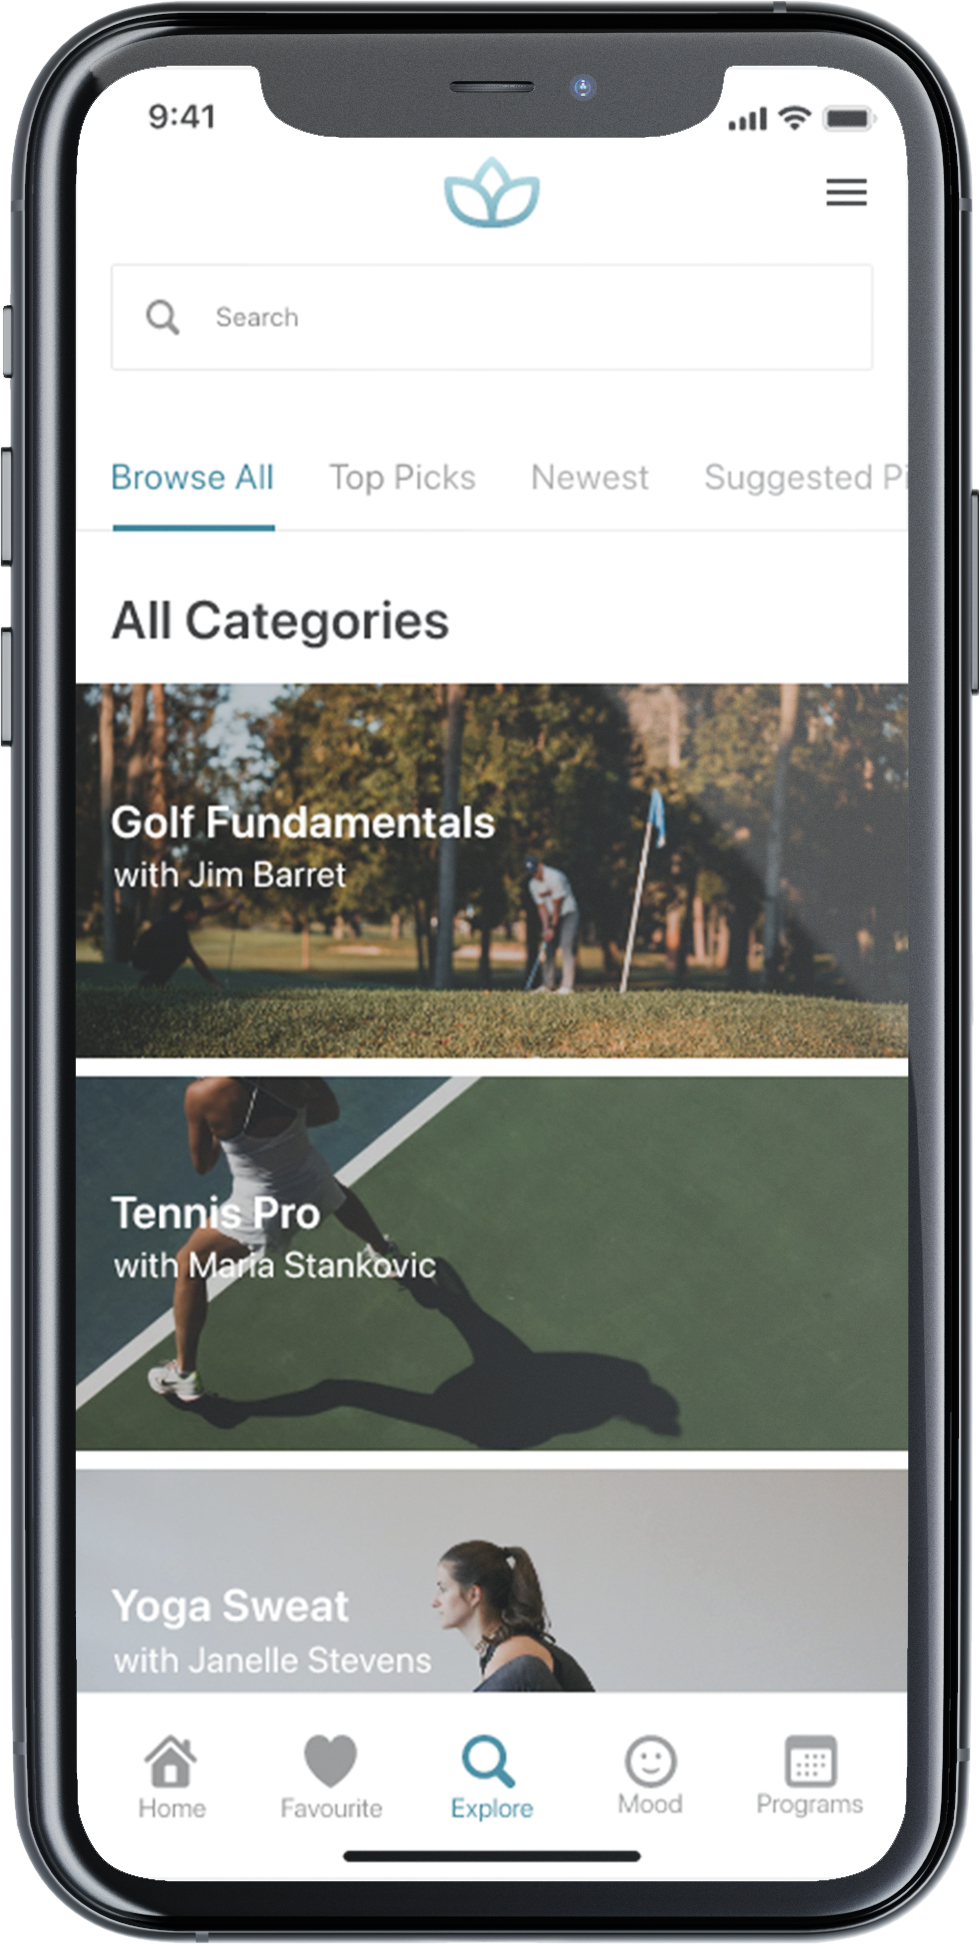 9:41
Search
Browse All Top Picks Newest Suggested Pi
All Categories
Golf Fundamentals
with Jim Barret
Tennis Pro
with Maria Stankovic
Yoga Sweat
with Janelle Stevens
Home Favourite Explore Mood Programs